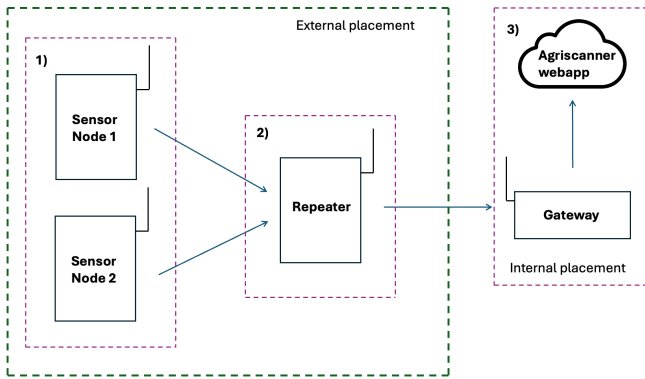 External placement
1)
Sensor
Node 1
Sensor
Node 2
2)
Repeater
3)
Agriscanner
webapp
Gateway
Internal placement